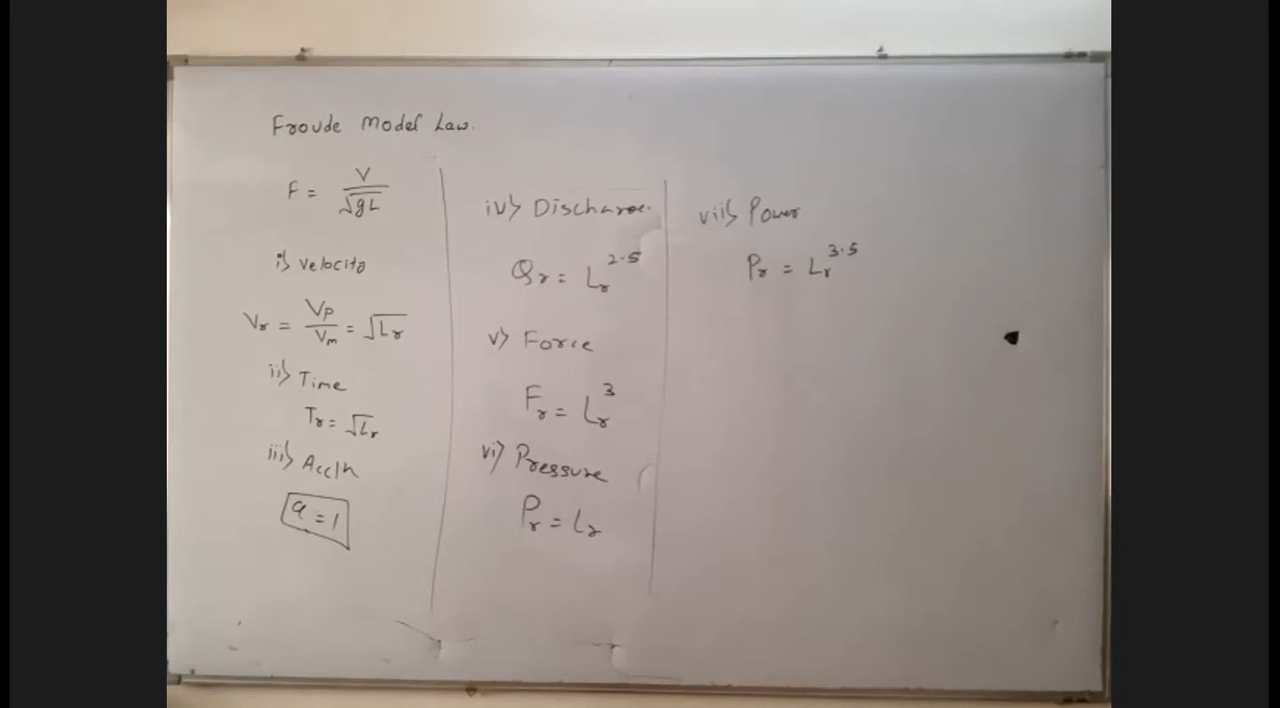 Froude Model Law.
F = V / √gL
i) Velocity
Vr = Vp / Vm = √Lr
ii) Time
Tr = √Lr
iii) Acc/n
a = 1
iv) Discharge.
Qr = Lr^2.5
v) Force
Fr = Lr^3
vi) Pressure
Pr = Lr
vii) Power
Pr = Lr^3.5